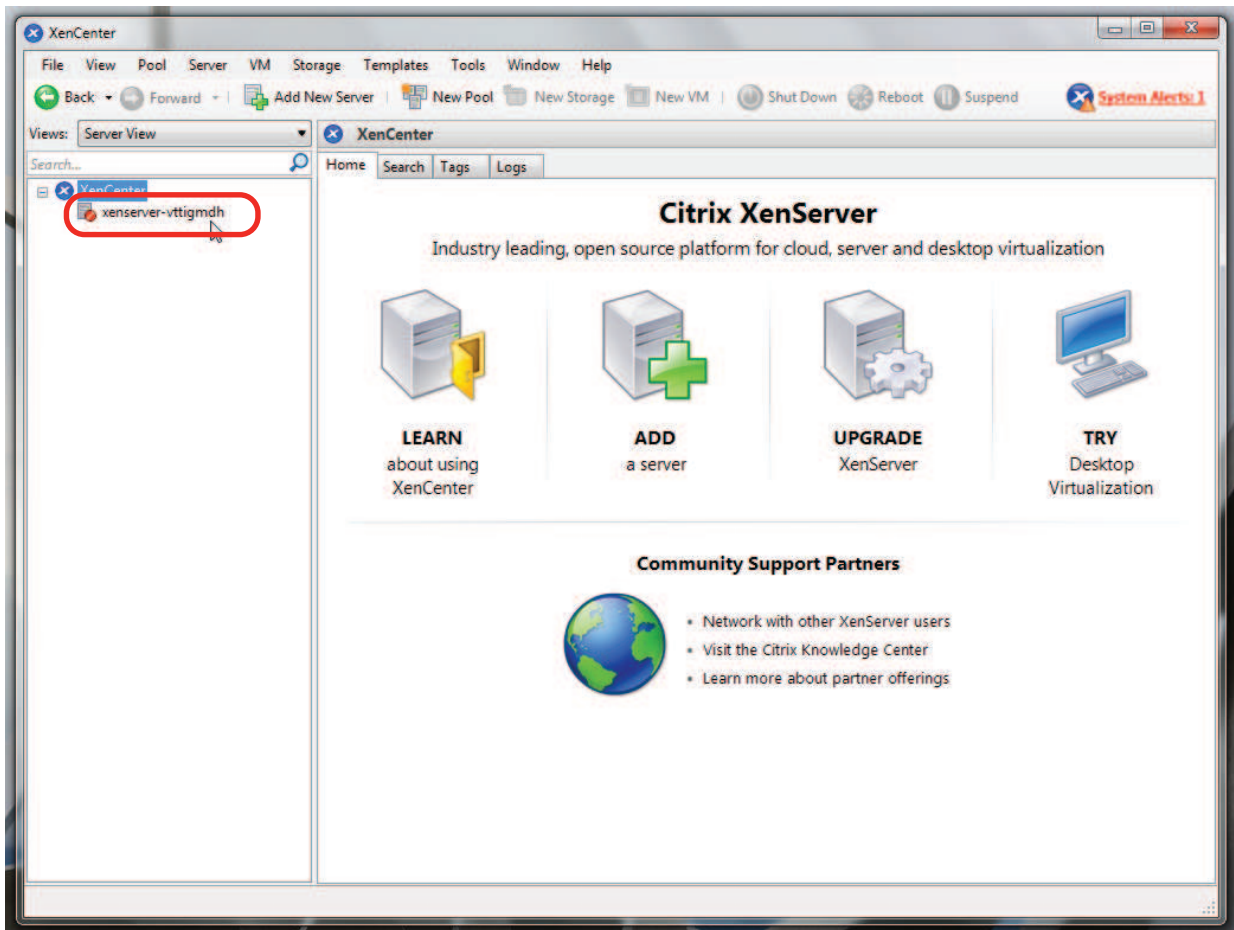 XenCenter
File View Pool Server VM Storage Templates Tools Window Help
Back Forward Add New Server New Pool New Storage New VM Shut Down Reboot Suspend System Alerts: 1
Views: Server View
XenCenter
Search...
Home Search Tags Logs
XenCenter
xenserver-vttigmdh
Citrix XenServer
Industry leading, open source platform for cloud, server and desktop virtualization
LEARN
about using
XenCenter
ADD
a server
UPGRADE
XenServer
TRY
Desktop
Virtualization
Community Support Partners
• Network with other XenServer users
• Visit the Citrix Knowledge Center
• Learn more about partner offerings